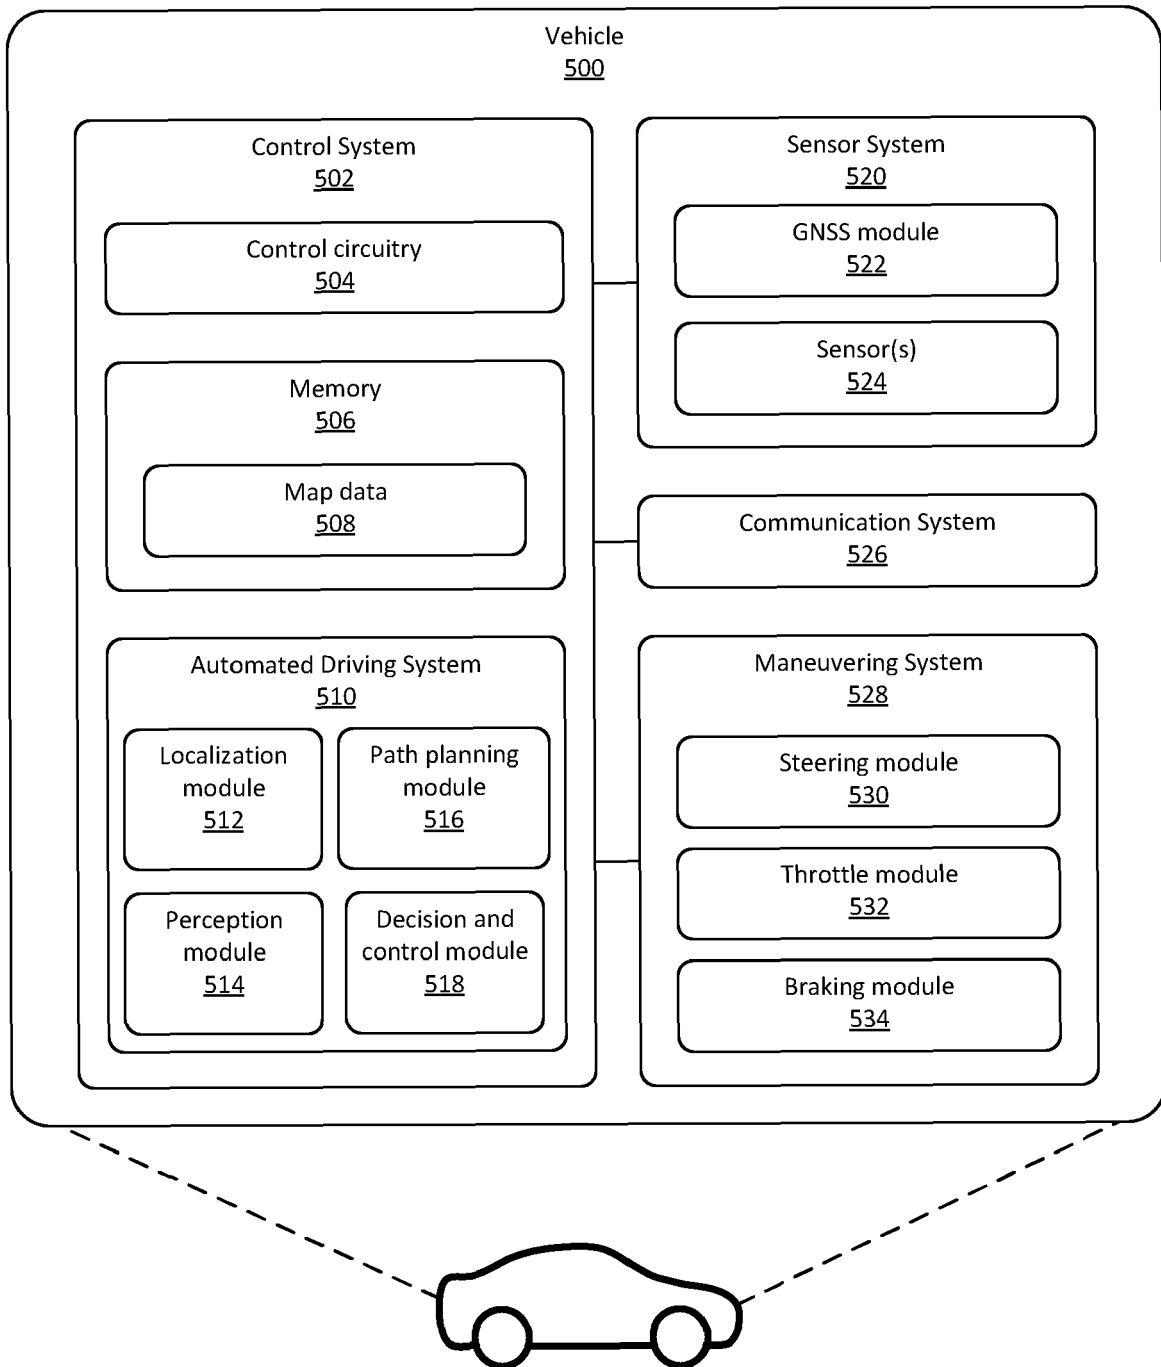 Vehicle
500
Control System
502
Control circuitry
504
Memory
506
Map data
508
Automated Driving System
510
Localization
module
512
Path planning
module
516
Perception
module
514
Decision and
control module
518
Sensor System
520
GNSS module
522
Sensor(s)
524
Communication System
526
Maneuvering System
528
Steering module
530
Throttle module
532
Braking module
534